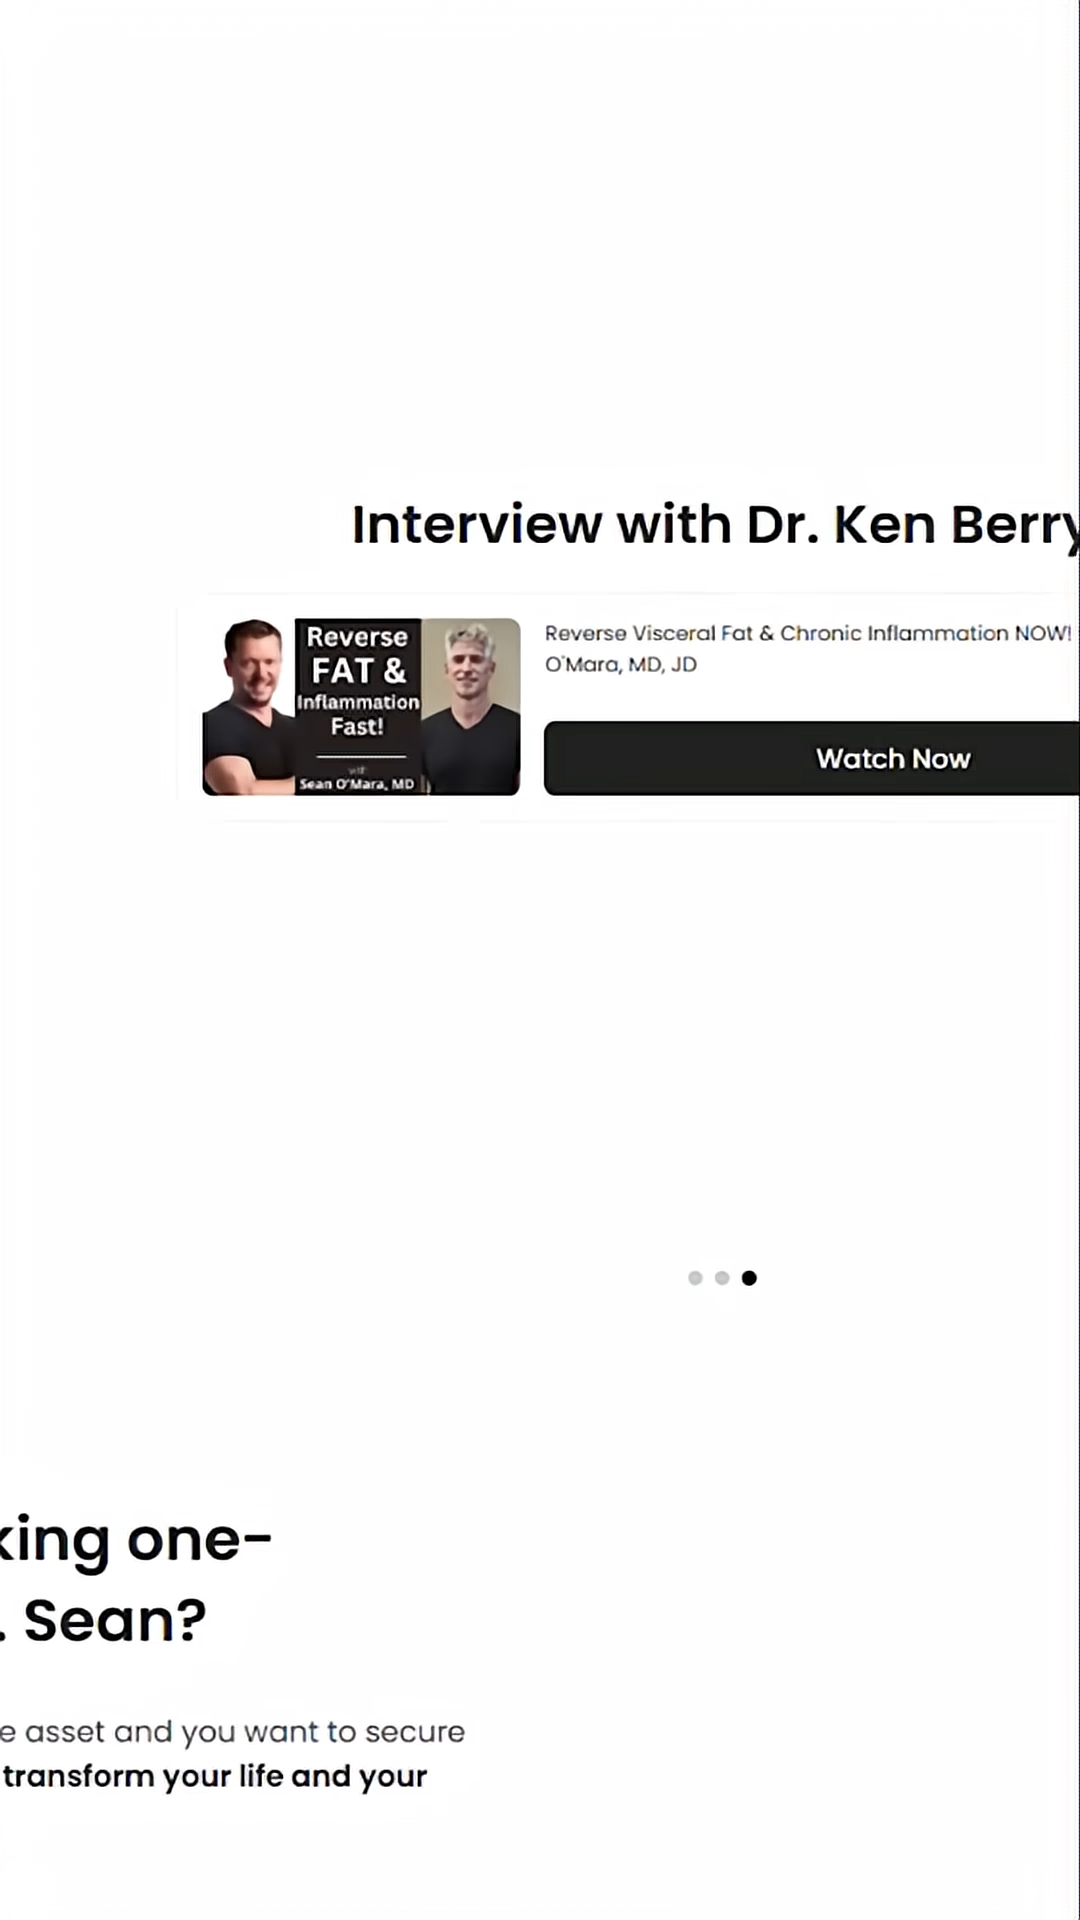 Interview with Dr. Ken Berry
Reverse
FAT &
Inflammation
Fast!
with
Sean O'Mara, MD
Reverse Visceral Fat & Chronic Inflammation NOW!
O'Mara, MD, JD
Watch Now
king one-
. Sean?
e asset and you want to secure
transform your life and your